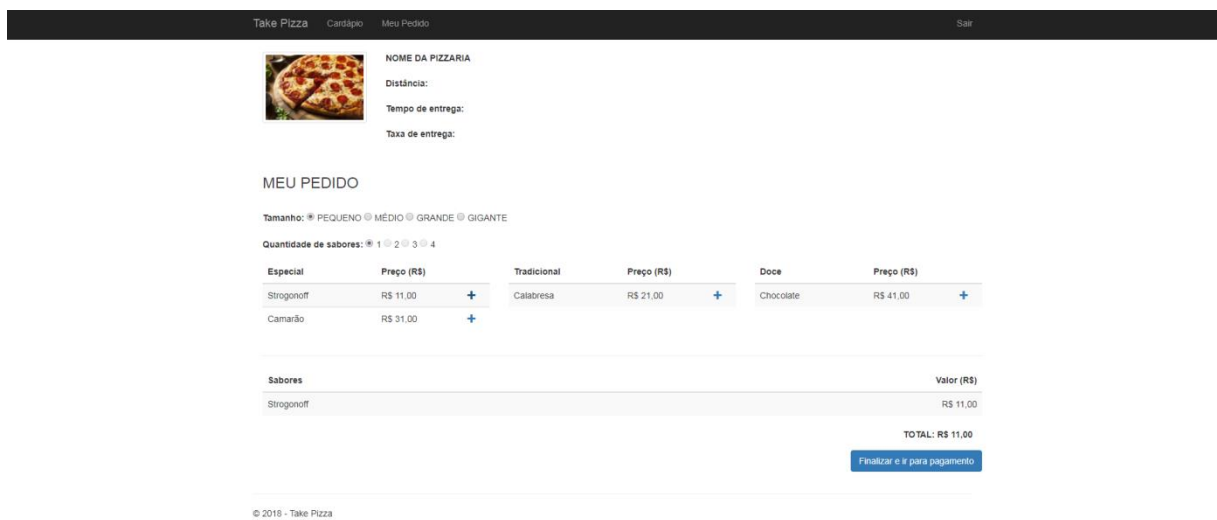 Take Pizza Cardápio Meu Pedido Sair
NOME DA PIZZARIA
Distância:
Tempo de entrega:
Taxa de entrega:
MEU PEDIDO
Tamanho: PEQUENO MÉDIO GRANDE GIGANTE
Quantidade de sabores: 1 2 3 4
Especial Preço (R$) Tradicional Preço (R$) Doce Preço (R$)
Strogonoff R$ 11,00 + Calabresa R$ 21,00 + Chocolate R$ 41,00 +
Camarão R$ 31,00 +
Sabores Valor (R$)
Strogonoff R$ 11,00
TOTAL: R$ 11,00
Finalizar e ir para pagamento
© 2018 - Take Pizza